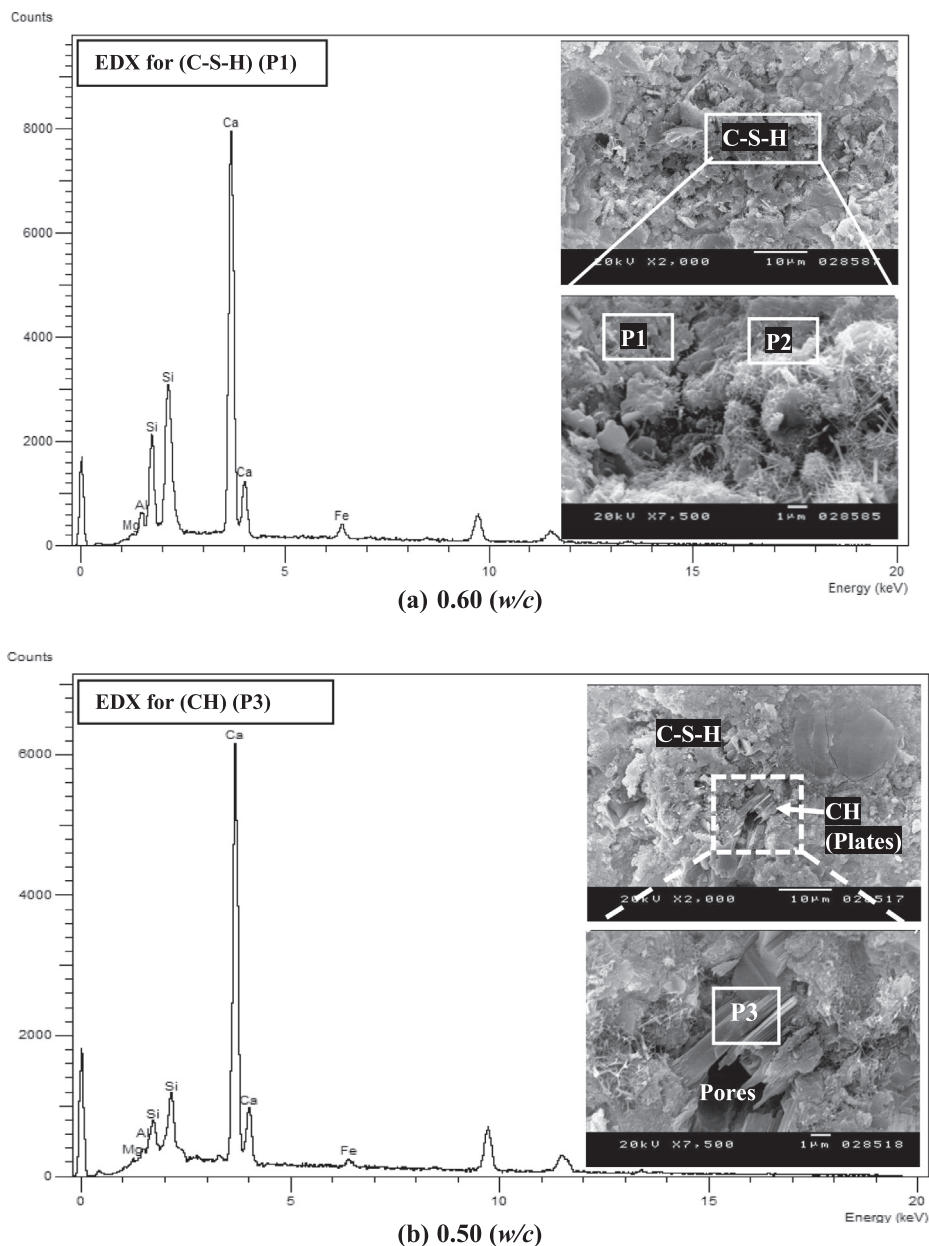 Counts
EDX for (C-S-H) (P1)
8000
6000
4000
2000
0
Ca
Si
Si
Ca
Al
Mg
Fe
0
5
10
15
20
Energy (keV)
C-S-H
20kV X2,000 10μm 028587
P1
P2
20kV X7,500 1μm 028585
(a) 0.60 (w/c)
Counts
EDX for (CH) (P3)
6000
4000
2000
0
Ca
Si
Si
Ca
Al
Mg
Fe
0
5
10
15
20
Energy (keV)
C-S-H
CH
(Plates)
20kV X2,000 10μm 028517
P3
Pores
20kV X7,500 1μm 028518
(b) 0.50 (w/c)